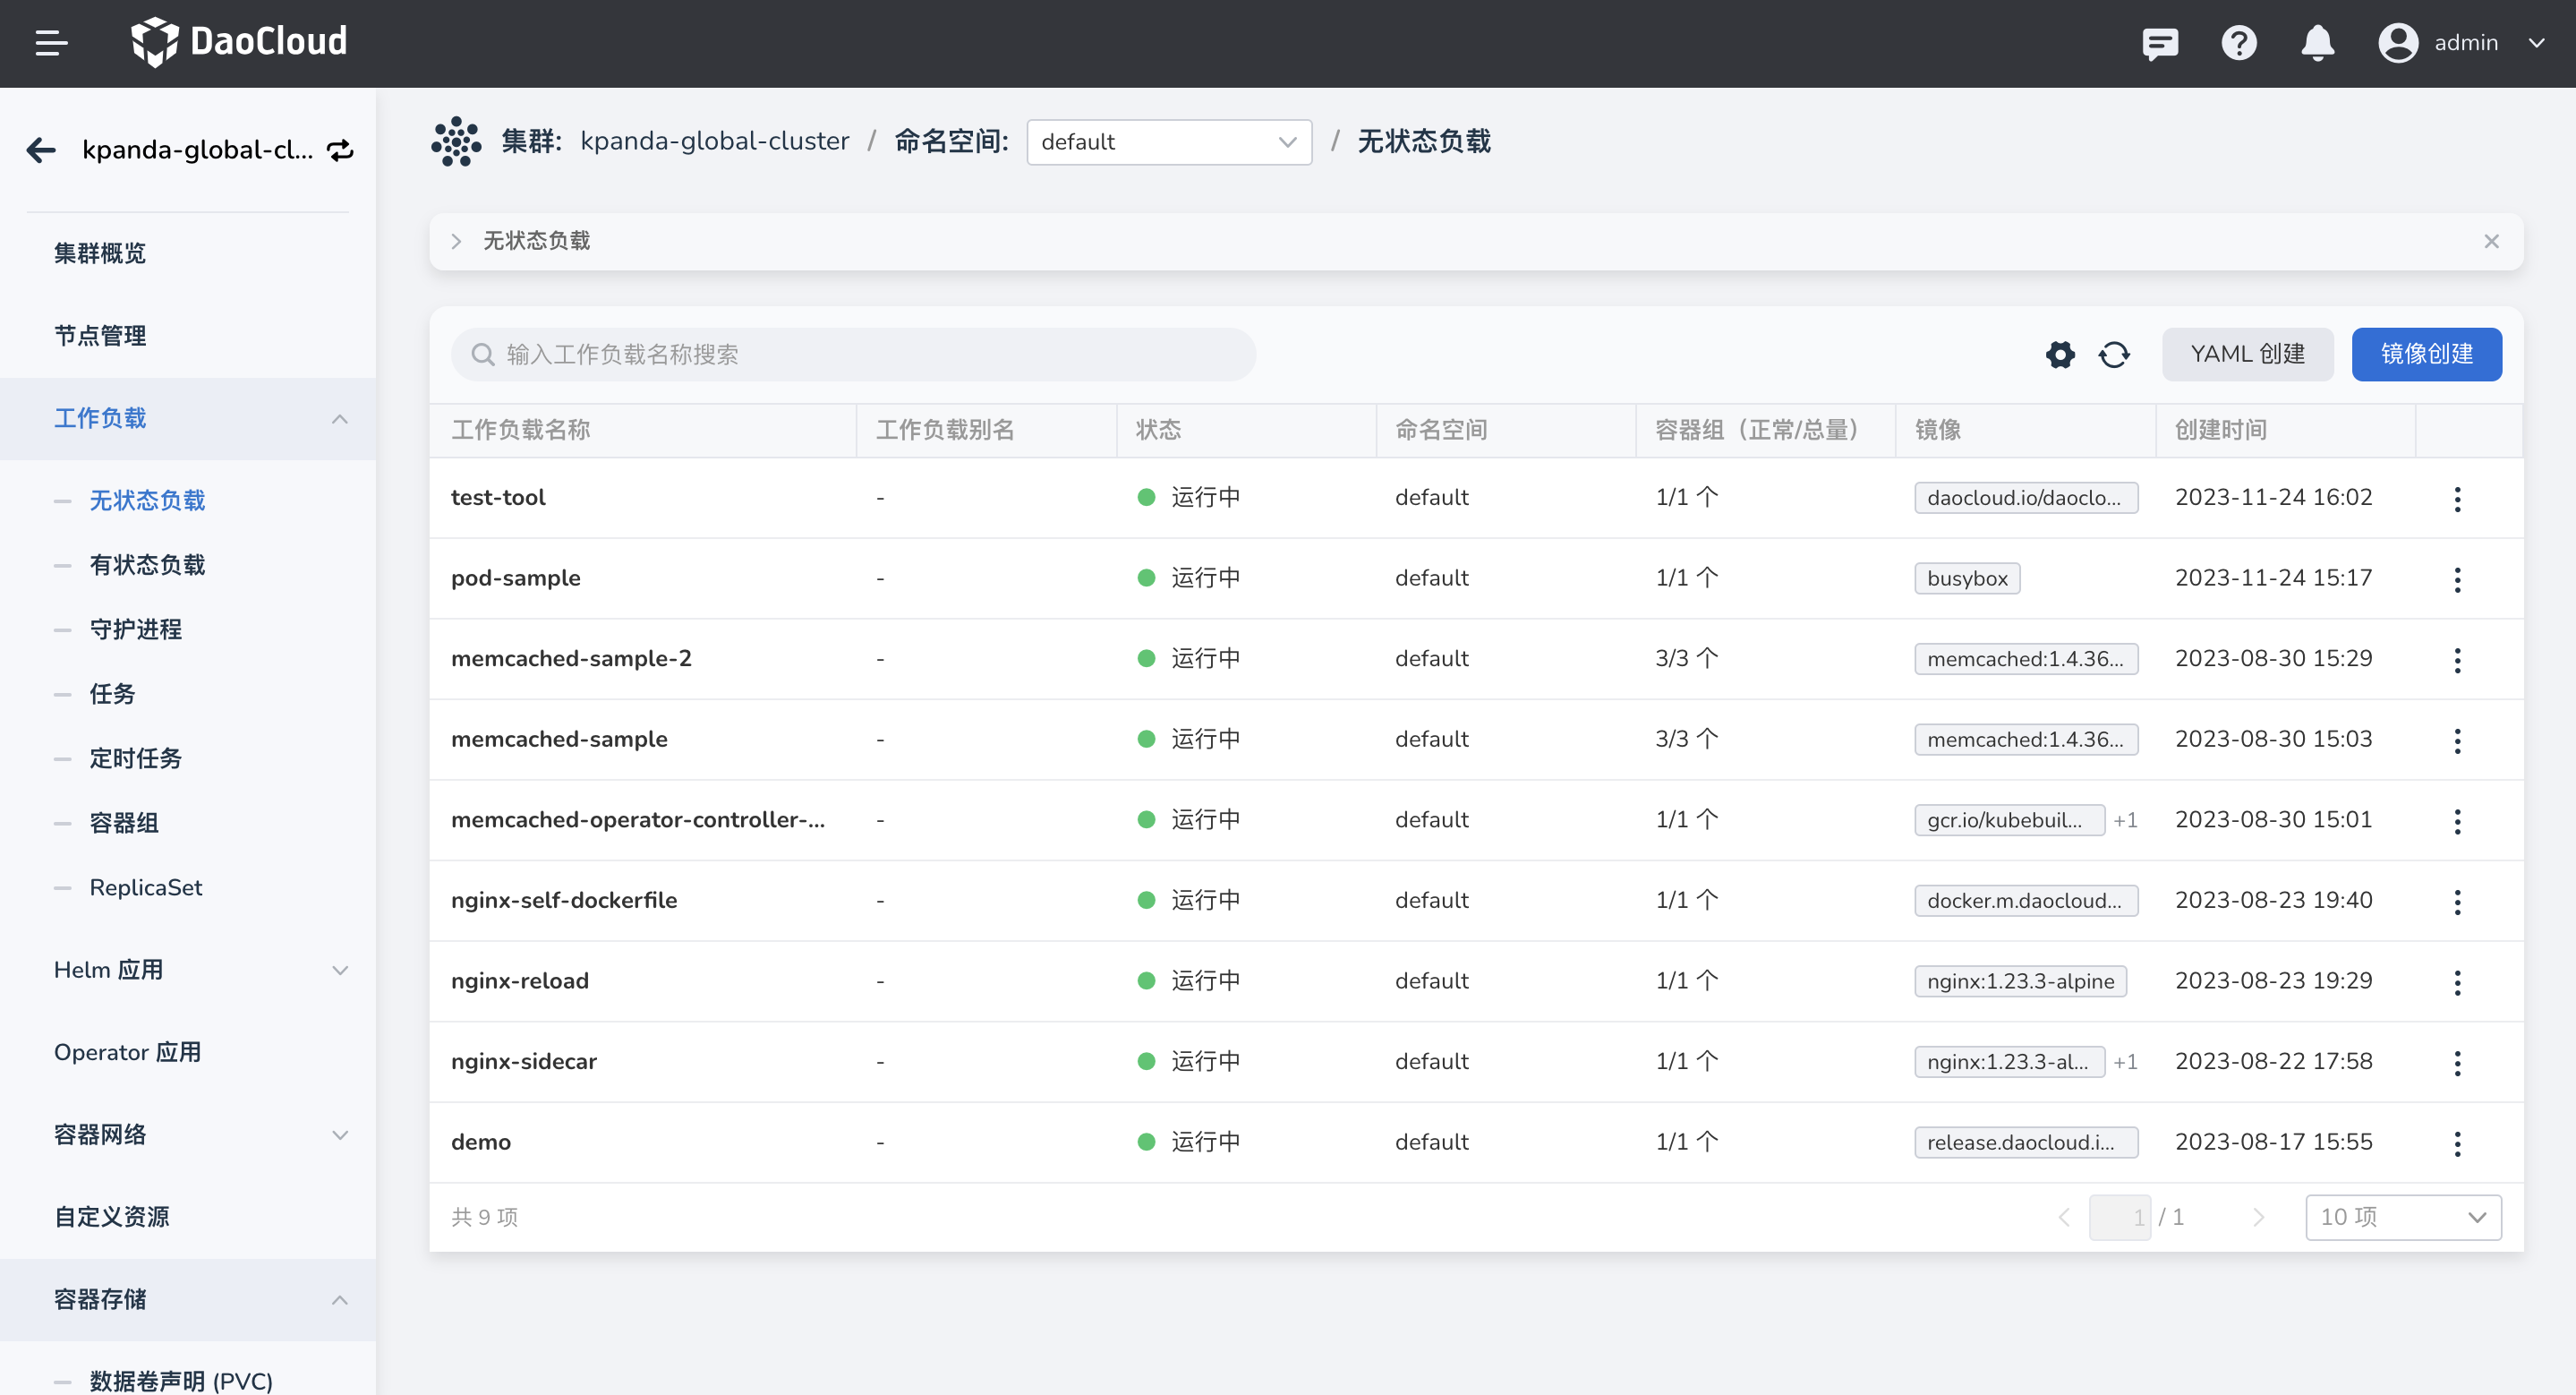 DaoCloud
admin
kpanda-global-cl...
集群概览
节点管理
工作负载
无状态负载
有状态负载
守护进程
任务
定时任务
容器组
ReplicaSet
Helm 应用
Operator 应用
容器网络
自定义资源
容器存储
数据卷声明 (PVC)
集群: kpanda-global-cluster / 命名空间: default / 无状态负载
无状态负载
输入工作负载名称搜索
YAML 创建
镜像创建
工作负载名称 工作负载别名 状态 命名空间 容器组（正常/总量） 镜像 创建时间
test-tool - 运行中 default 1/1 个 daocloud.io/daoclo... 2023-11-24 16:02
pod-sample - 运行中 default 1/1 个 busybox 2023-11-24 15:17
memcached-sample-2 - 运行中 default 3/3 个 memcached:1.4.36... 2023-08-30 15:29
memcached-sample - 运行中 default 3/3 个 memcached:1.4.36... 2023-08-30 15:03
memcached-operator-controller-... - 运行中 default 1/1 个 gcr.io/kubebuil... +1 2023-08-30 15:01
nginx-self-dockerfile - 运行中 default 1/1 个 docker.m.daocloud... 2023-08-23 19:40
nginx-reload - 运行中 default 1/1 个 nginx:1.23.3-alpine 2023-08-23 19:29
nginx-sidecar - 运行中 default 1/1 个 nginx:1.23.3-al... +1 2023-08-22 17:58
demo - 运行中 default 1/1 个 release.daocloud.i... 2023-08-17 15:55
共 9 项
1 / 1
10 项